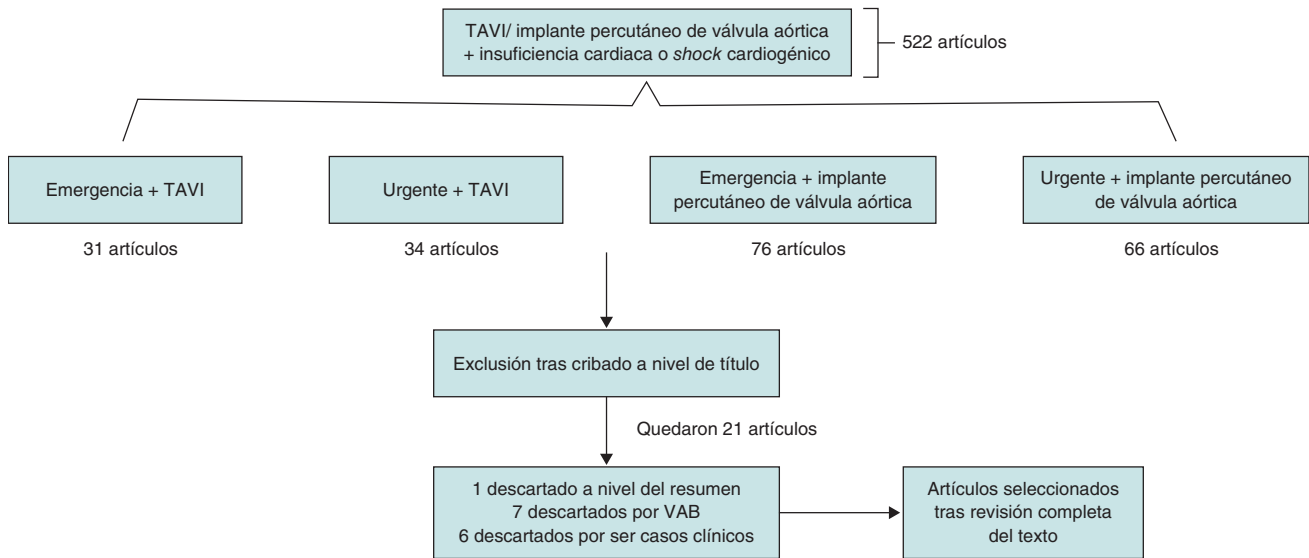 TAVI/ implante percutáneo de válvula aórtica
+ insuficiencia cardiaca o shock cardiogénico
522 artículos
Emergencia + TAVI
31 artículos
Urgente + TAVI
34 artículos
Emergencia + implante
percutáneo de válvula aórtica
76 artículos
Urgente + implante percutáneo
de válvula aórtica
66 artículos
Exclusión tras cribado a nivel de título
Quedaron 21 artículos
1 descartado a nivel del resumen
7 descartados por VAB
6 descartados por ser casos clínicos
Artículos seleccionados
tras revisión completa
del texto